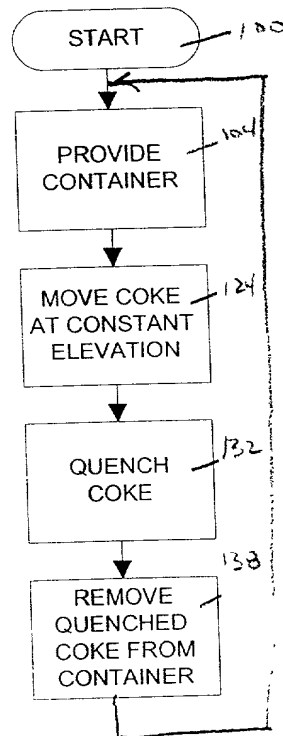 START
100
PROVIDE
104
CONTAINER
MOVE COKE
124
AT CONSTANT
ELEVATION
QUENCH
132
COKE
138
REMOVE
QUENCHED
COKE FROM
CONTAINER